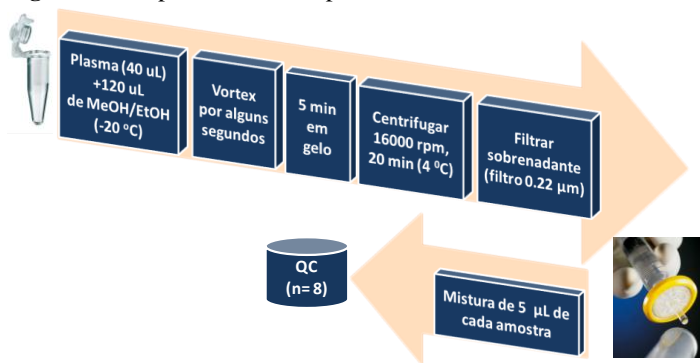 Plasma (40 uL)
+120 uL
de MeOH/EtOH
(-20 ºC)
Vortex
por alguns
segundos
5 min
em
gelo
Centrifugar
16000 rpm,
20 min (4 ⁰C)
Filtrar
sobrenadante
(filtro 0.22 µm)
QC
(n= 8)
Mistura de 5 µL de
cada amostra